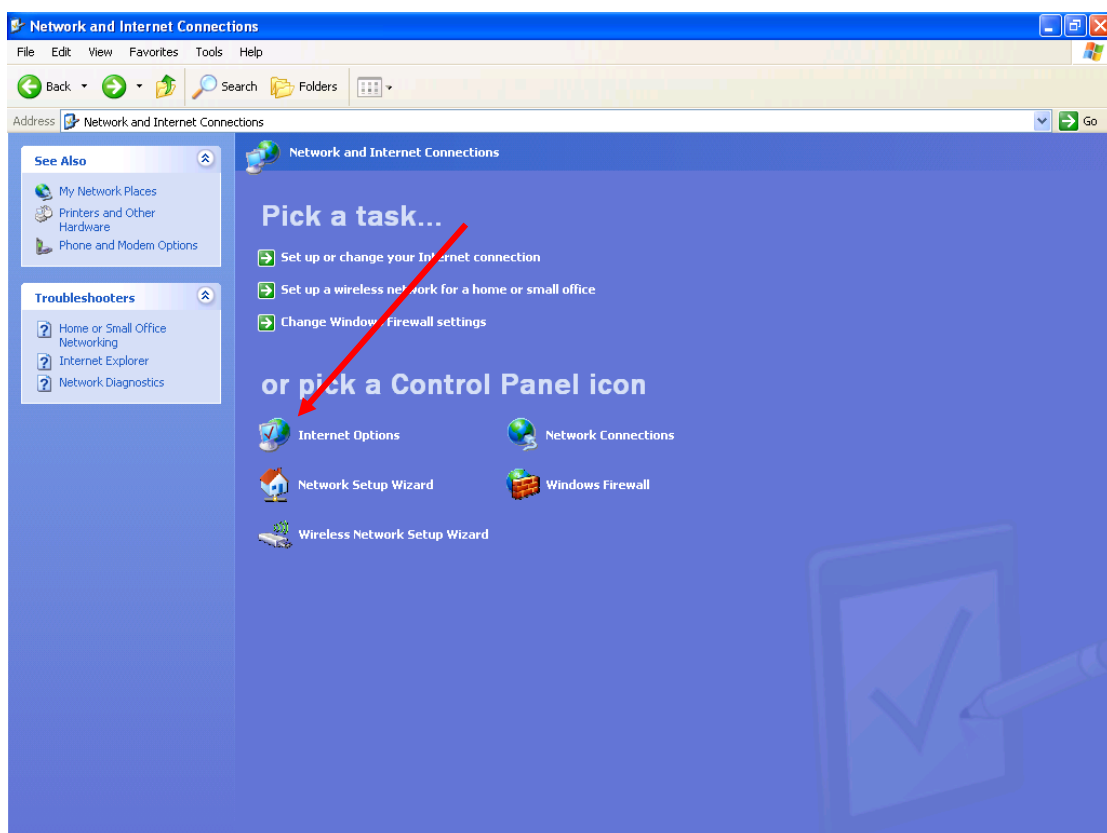 Network and Internet Connections
File Edit View Favorites Tools Help
Back Search Folders
Address Network and Internet Connections Go
See Also
My Network Places
Printers and Other
Hardware
Phone and Modem Options
Troubleshooters
Home or Small Office
Networking
Internet Explorer
Network Diagnostics
Network and Internet Connections
Pick a task...
Set up or change your Internet connection
Set up a wireless network for a home or small office
Change Windows Firewall settings
or pick a Control Panel icon
Internet Options Network Connections
Network Setup Wizard Windows Firewall
Wireless Network Setup Wizard